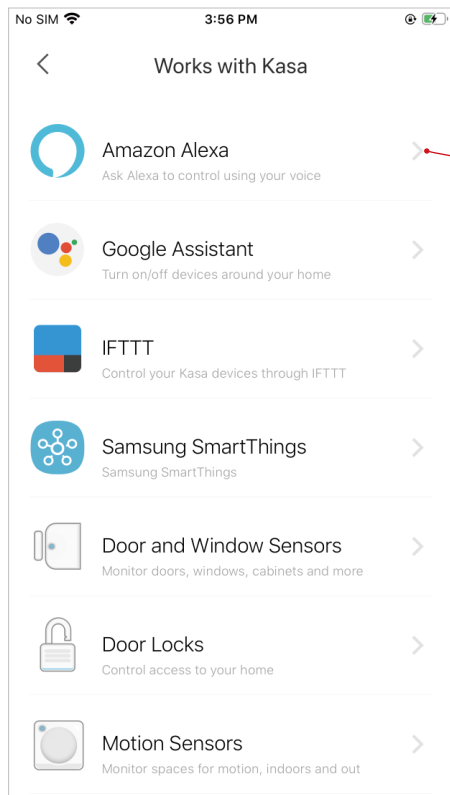 No SIM 3:56 PM
Works with Kasa
Amazon Alexa
Ask Alexa to control using your voice
Google Assistant
Turn on/off devices around your home
IFTTT
Control your Kasa devices through IFTTT
Samsung SmartThings
Samsung SmartThings
Door and Window Sensors
Monitor doors, windows, cabinets and more
Door Locks
Control access to your home
Motion Sensors
Monitor spaces for motion, indoors and out